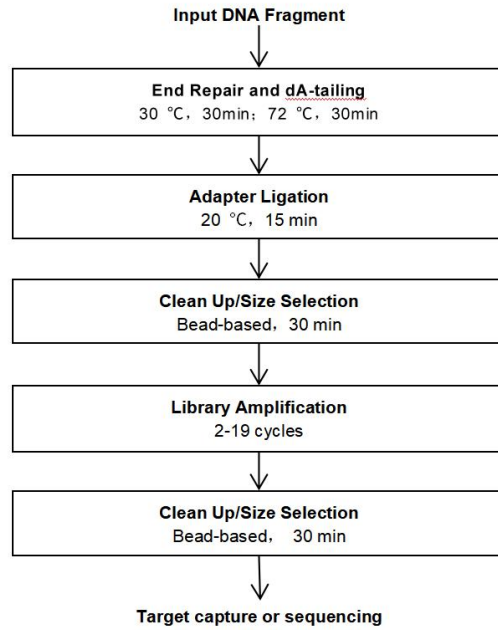 Input DNA Fragment
End Repair and dA-tailing
30 ℃，30min；72 ℃，30min
Adapter Ligation
20 ℃，15 min
Clean Up/Size Selection
Bead-based，30 min
Library Amplification
2-19 cycles
Clean Up/Size Selection
Bead-based， 30 min
Target capture or sequencing